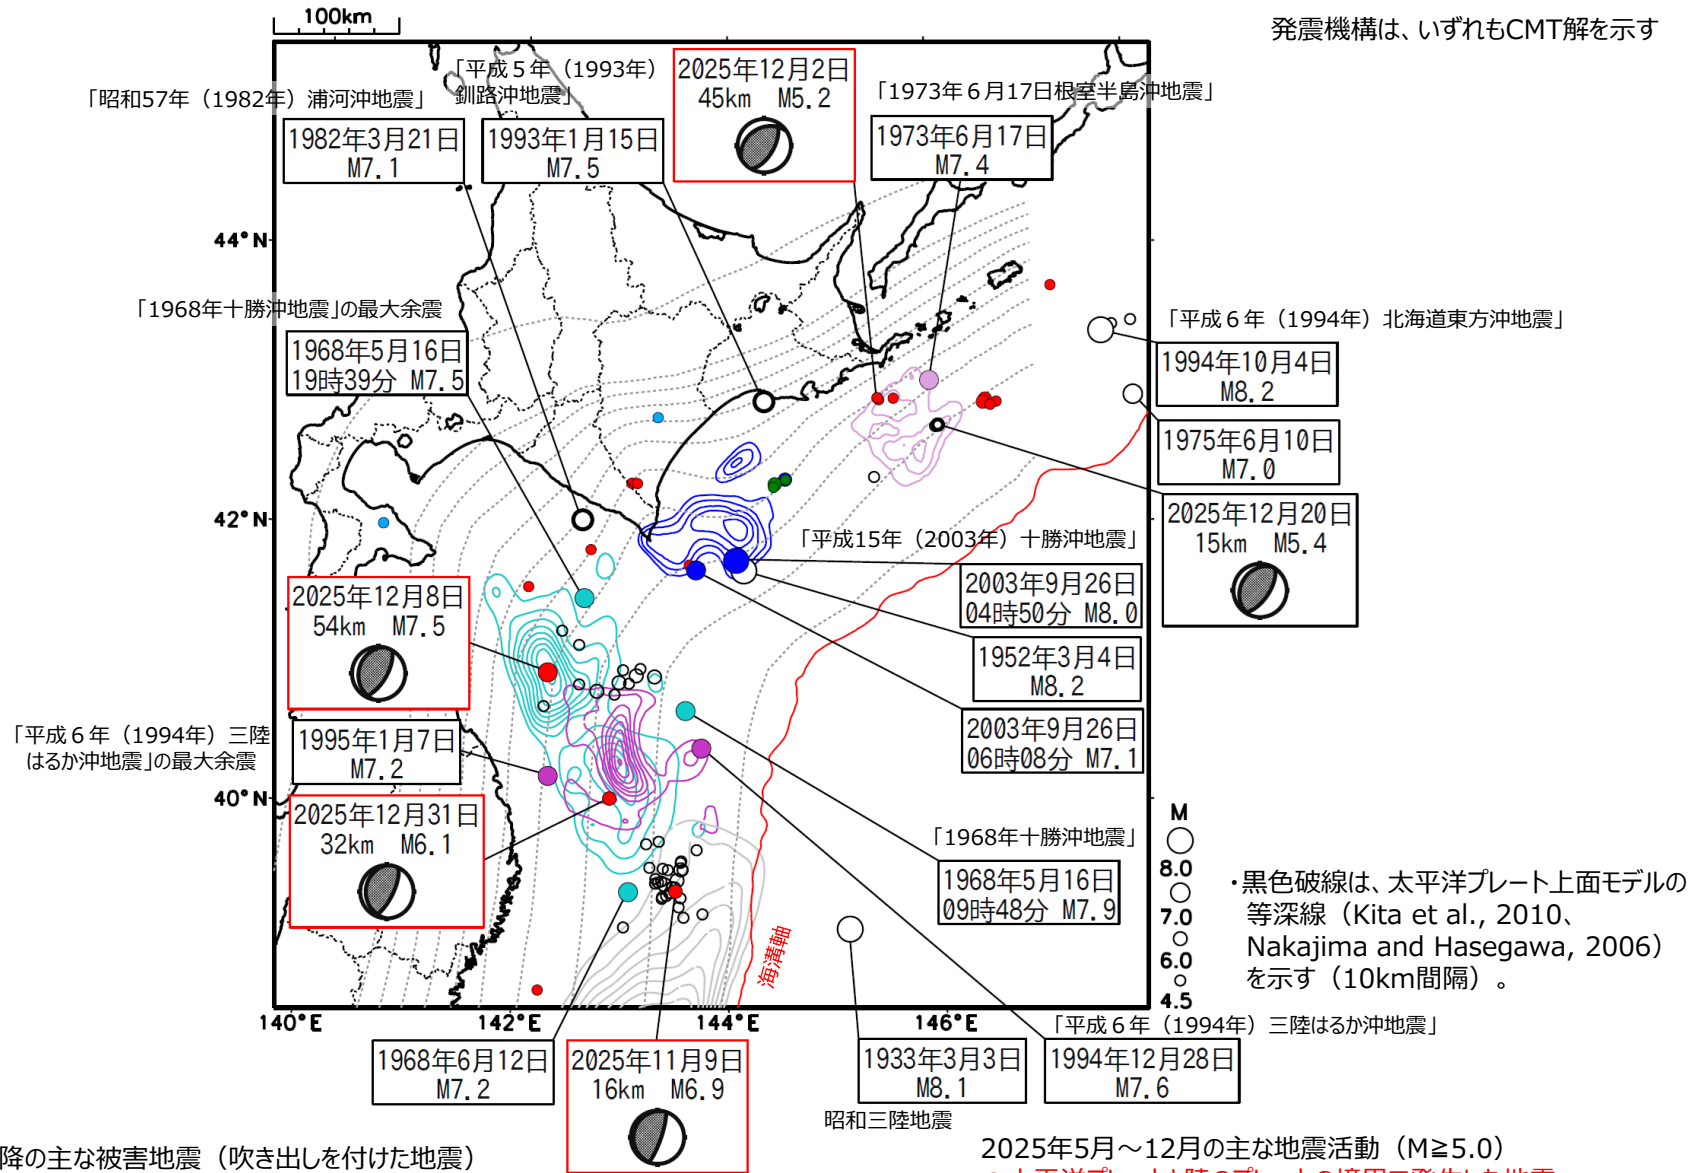 100km
発震機構は、いずれもCMT解を示す
「平成５年（1993年）
釧路沖地震」
2025年12月2日
45km M5.2
「昭和57年（1982年）浦河沖地震」
「1973年６月17日根室半島沖地震」
1982年3月21日
M7.1
1993年1月15日
M7.5
1973年6月17日
M7.4
44°N
「1968年十勝沖地震」の最大余震
1968年5月16日
19時39分 M7.5
「平成６年（1994年）北海道東方沖地震」
1994年10月4日
M8.2
1975年6月10日
M7.0
42°N
2025年12月20日
15km M5.4
「平成15年（2003年）十勝沖地震」
2003年9月26日
04時50分 M8.0
2025年12月8日
54km M7.5
1952年3月4日
M8.2
2003年9月26日
06時08分 M7.1
「平成６年（1994年）三陸
はるか沖地震」の最大余震
1995年1月7日
M7.2
40°N
2025年12月31日
32km M6.1
「1968年十勝沖地震」
1968年5月16日
09時48分 M7.9
M
8.0
7.0
6.0
4.5
・黒色破線は、太平洋プレート上面モデルの
等深線（Kita et al., 2010、
Nakajima and Hasegawa, 2006）
を示す（10km間隔）。
海溝軸
140°E
142°E
144°E
146°E
「平成６年（1994年）三陸はるか沖地震」
1968年6月12日
M7.2
2025年11月9日
16km M6.9
1933年3月3日
M8.1
昭和三陸地震
1994年12月28日
M7.6
降の主な被害地震（吹き出しを付けた地震）
2025年5月～12月の主な地震活動（M≧5.0）